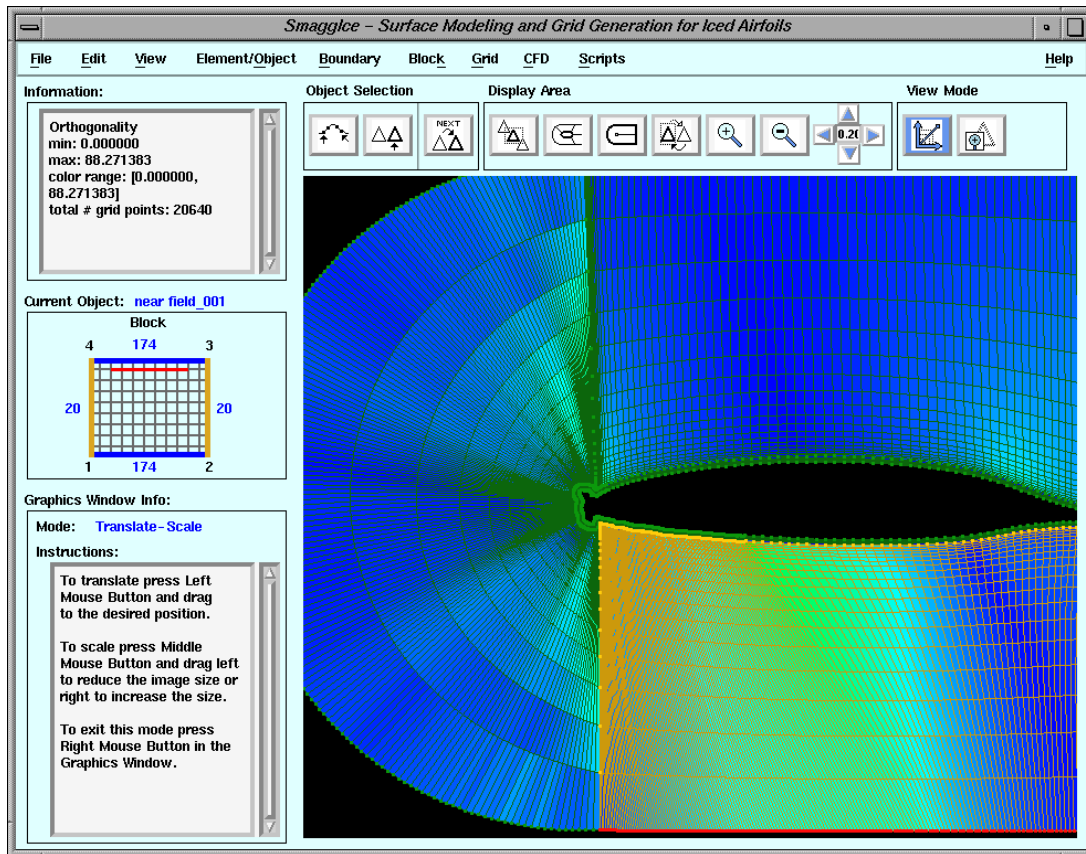 SmaggIce - Surface Modeling and Grid Generation for Iced Airfoils
File Edit View Element/Object Boundary Block Grid CFD Scripts Help
Information:
Orthogonality
min: 0.000000
max: 88.271383
color range: [0.000000,
88.271383]
total # grid points: 20640
Object Selection
NEXT
Display Area
0.20
View Mode
Current Object: near field_001
Block
4 174 3
20 20
1 174 2
Graphics Window Info:
Mode: Translate-Scale
Instructions:
To translate press Left
Mouse Button and drag
to the desired position.
To scale press Middle
Mouse Button and drag left
to reduce the image size or
right to increase the size.
To exit this mode press
Right Mouse Button in the
Graphics Window.